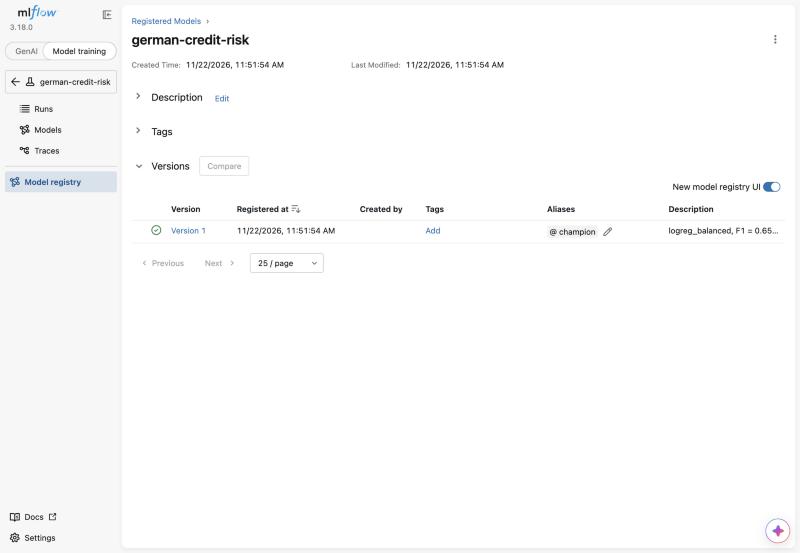 mlflow
3.18.0
GenAI Model training
german-credit-risk
Runs
Models
Traces
Model registry
Docs
Settings
Registered Models
german-credit-risk
Created Time: 11/22/2026, 11:51:54 AM Last Modified: 11/22/2026, 11:51:54 AM
Description Edit
Tags
Versions Compare
New model registry UI
Version Registered at Created by Tags Aliases Description
Version 1 11/22/2026, 11:51:54 AM Add @ champion logreg_balanced, F1 = 0.65...
Previous Next 25 / page